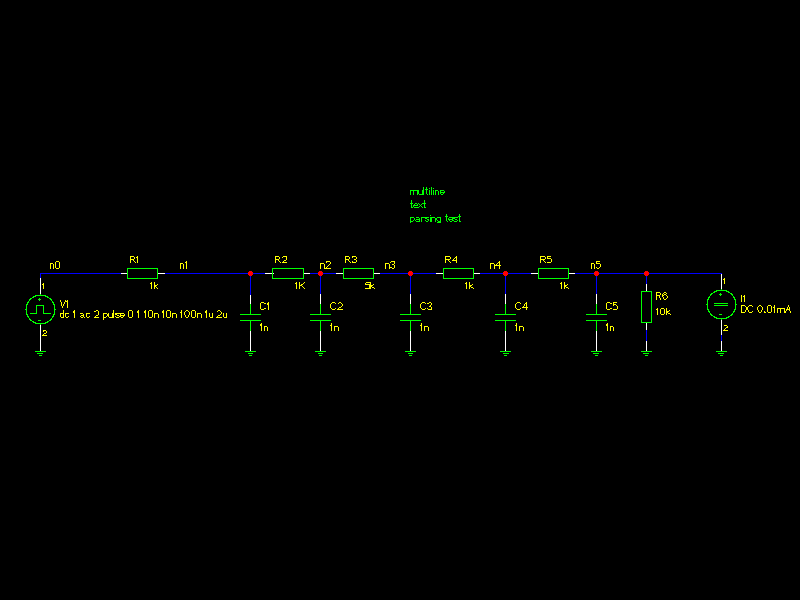 multiline
text
parsing test
n0 R1 n1 R2 n2 R3 n3 R4 n4 R5 n5
1k 1K 5k 1k 1k
1 1
V1 C1 C2 C3 C4 C5 R6 I1
dc 1 ac 2 pulse 0 1 10n 10n 100n 1u 2u 10k DC 0.01mA
1n 1n 1n 1n 1n
2 2